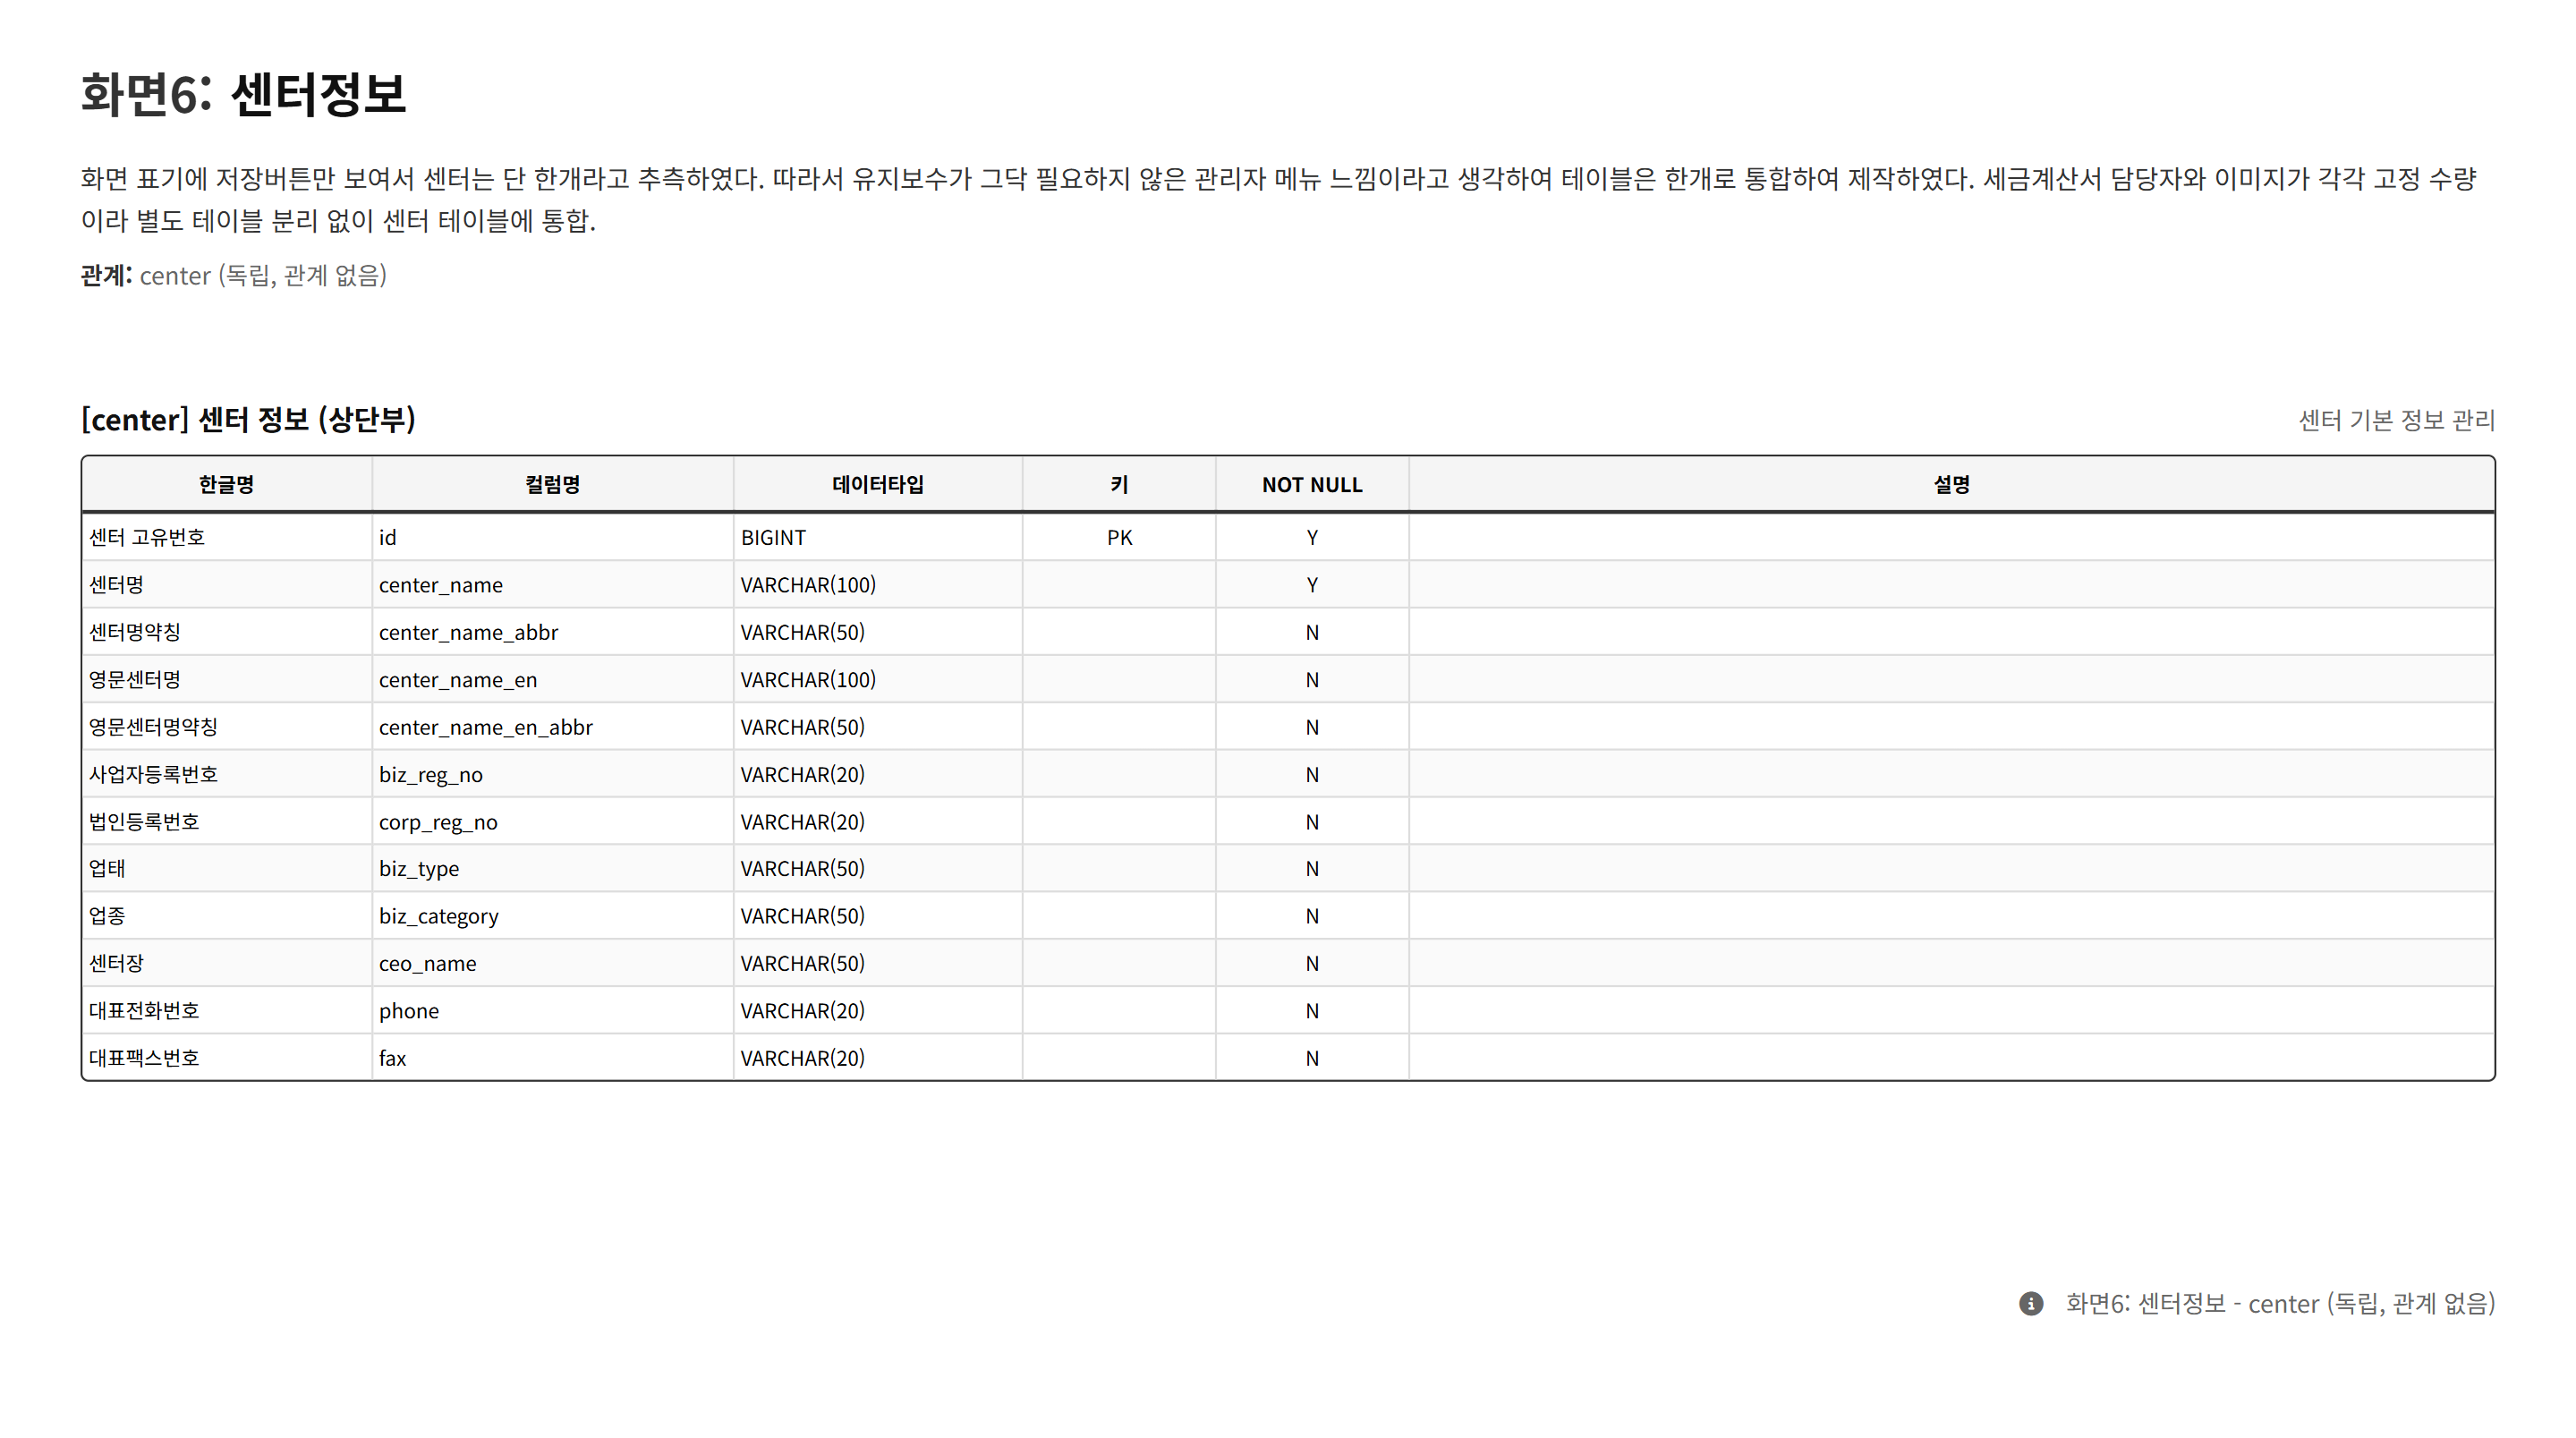 화면6: 센터정보
화면 표기에 저장버튼만 보여서 센터는 단 한개라고 추측하였다. 따라서 유지보수가 그닥 필요하지 않은 관리자 메뉴 느낌이라고 생각하여 테이블은 한개로 통합하여 제작하였다. 세금계산서 담당자와 이미지가 각각 고정 수량
이라 별도 테이블 분리 없이 센터 테이블에 통합.
관계: center (독립, 관계 없음)
[center] 센터 정보 (상단부) 센터 기본 정보 관리
한글명 컬럼명 데이터타입 키 NOT NULL 설명
센터 고유번호 id BIGINT PK Y
센터명 center_name VARCHAR(100) Y
센터명약칭 center_name_abbr VARCHAR(50) N
영문센터명 center_name_en VARCHAR(100) N
영문센터명약칭 center_name_en_abbr VARCHAR(50) N
사업자등록번호 biz_reg_no VARCHAR(20) N
법인등록번호 corp_reg_no VARCHAR(20) N
업태 biz_type VARCHAR(50) N
업종 biz_category VARCHAR(50) N
센터장 ceo_name VARCHAR(50) N
대표전화번호 phone VARCHAR(20) N
대표팩스번호 fax VARCHAR(20) N
화면6: 센터정보 - center (독립, 관계 없음)